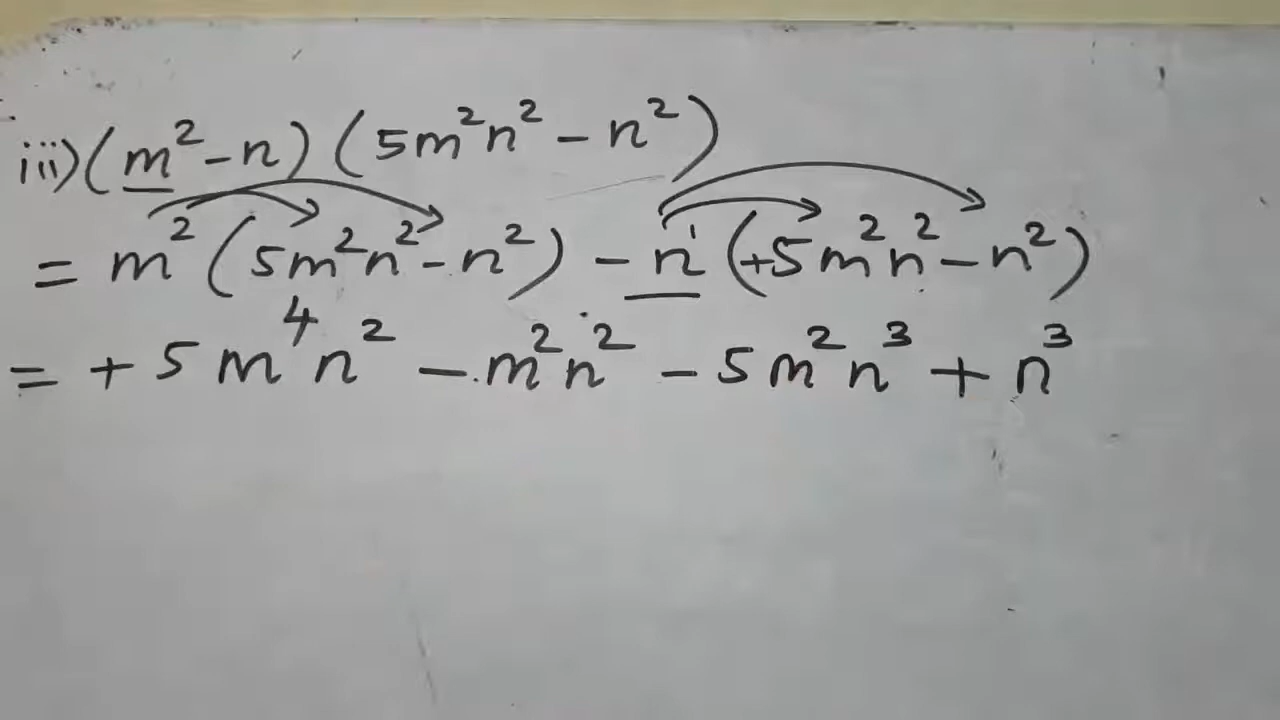 iii) (m² - n) (5m²n² - n²)
= m² (5m²n² - n²) - n¹ (+5m²n² - n²)
= + 5m⁴n² - m²n² - 5m²n³ + n³